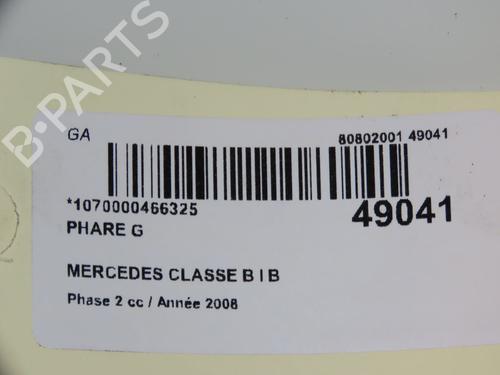 B-PARTS
GA
80802001 49041
*1070000466325
49041
PHARE G
MERCEDES CLASSE B I B
Phase 2 cc / Année 2008